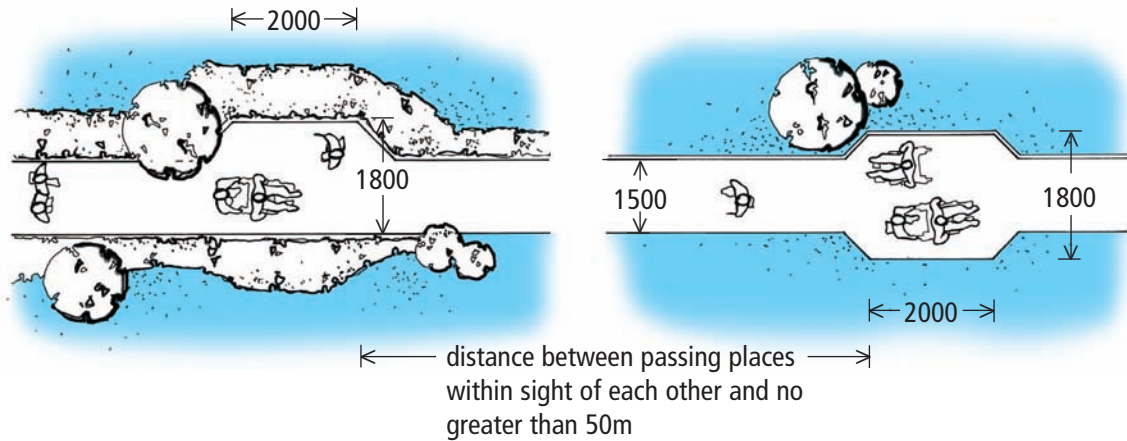 2000
1800
1500
1800
2000
distance between passing places
within sight of each other and no
greater than 50m